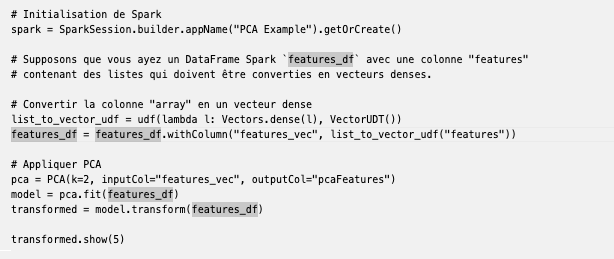 # Initialisation de Spark
spark = SparkSession.builder.appName("PCA Example").getOrCreate()
# Supposons que vous ayez un DataFrame Spark `features_df` avec une colonne "features"
# contenant des listes qui doivent être converties en vecteurs denses.
# Convertir la colonne "array" en un vecteur dense
list_to_vector_udf = udf(lambda l: Vectors.dense(l), VectorUDT())
features_df = features_df.withColumn("features_vec", list_to_vector_udf("features"))
# Appliquer PCA
pca = PCA(k=2, inputCol="features_vec", outputCol="pcaFeatures")
model = pca.fit(features_df)
transformed = model.transform(features_df)
transformed.show(5)